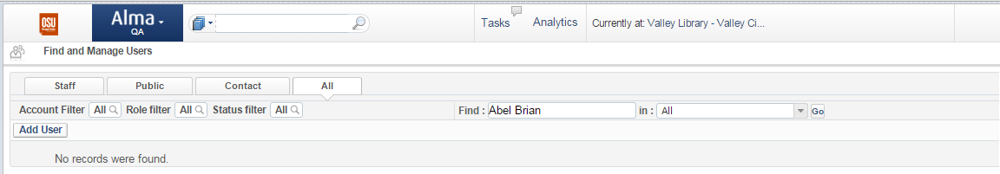 OSU Alma QA Tasks Analytics Currently at: Valley Library - Valley Ci...
Find and Manage Users
Staff Public Contact All
Account Filter All Role filter All Status filter All Find : Abel Brian in : All Go
Add User
No records were found.